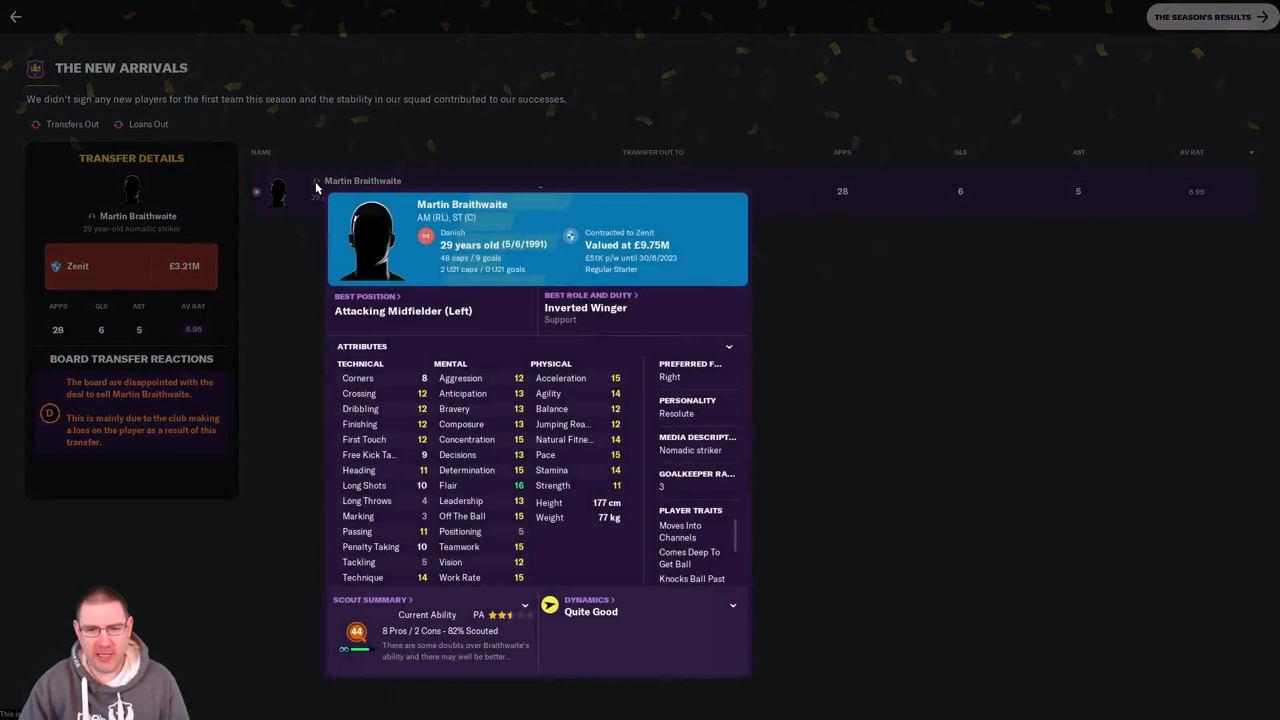 THE SEASON'S RESULTS
THE NEW ARRIVALS
We didn't sign any new players for the first team this season and the stability in our squad contributed to our successes.
Transfers Out
Loans Out
TRANSFER DETAILS
Martin Braithwaite
29 year-old nomadic striker
Zenit £3.21M
APPS GLS AST AV RAT
28 6 5 6.95
BOARD TRANSFER REACTIONS
The board are disappointed with the
deal to sell Martin Braithwaite.
This is mainly due to the club making
a loss on the player as a result of this
transfer.
NAME TRANSFER OUT TO APPS GLS AST AV RAT
Martin Braithwaite
28 6 5 6.95
Martin Braithwaite
AM (RL), ST (C)
Danish
29 years old (5/6/1991)
48 caps / 9 goals
2 U21 caps / 0 U21 goals
Contracted to Zenit
Valued at £9.75M
£51K p/w until 30/6/2023
Regular Starter
BEST POSITION >
Attacking Midfielder (Left)
BEST ROLE AND DUTY >
Inverted Winger
Support
ATTRIBUTES
TECHNICAL
Corners 8
Crossing 12
Dribbling 12
Finishing 12
First Touch 12
Free Kick Ta... 9
Heading 11
Long Shots 10
Long Throws 4
Marking 3
Passing 11
Penalty Taking 10
Tackling 5
Technique 14
MENTAL
Aggression 12
Anticipation 13
Bravery 13
Composure 13
Concentration 15
Decisions 13
Determination 15
Flair 16
Leadership 13
Off The Ball 15
Positioning 5
Teamwork 15
Vision 12
Work Rate 15
PHYSICAL
Acceleration 15
Agility 14
Balance 12
Jumping Rea... 12
Natural Fitne... 14
Pace 15
Stamina 14
Strength 11
Height 177 cm
Weight 77 kg
PREFERRED F...
Right
PERSONALITY
Resolute
MEDIA DESCRIPT...
Nomadic striker
GOALKEEPER RA...
3
PLAYER TRAITS
Moves Into
Channels
Comes Deep To
Get Ball
Knocks Ball Past
SCOUT SUMMARY >
Current Ability PA
44
8 Pros / 2 Cons - 82% Scouted
There are some doubts over Braithwaite's
ability and there may well be better...
DYNAMICS >
Quite Good
This is